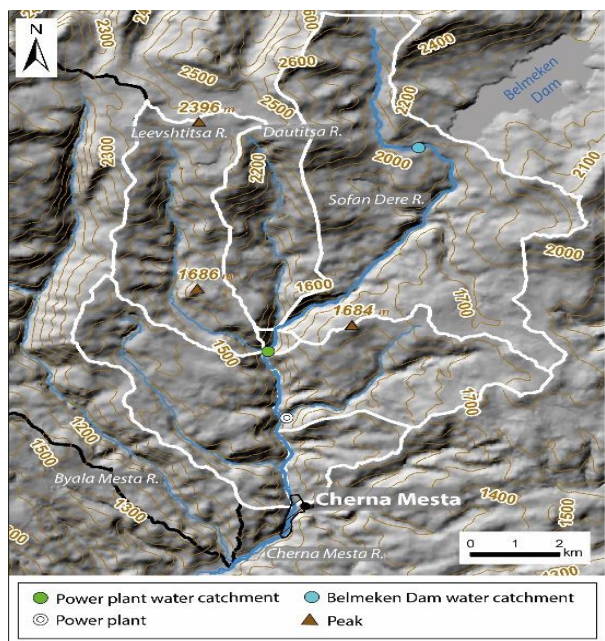 N
2300
2500
2600
2400
2396 m
2500
2200
Belmeken
Dam
Leevshtitsa R.
Dautitsa R.
2300
2200
2000
2100
Sofan Dere R.
2000
1686 m
1600
1684 m
1700
1500
1700
1200
1500
Byala Mesta R.
1300
Cherna Mesta
1400
1500
Cherna Mesta R.
0 1 2
km
1300
Power plant water catchment
Belmeken Dam water catchment
Power plant
Peak